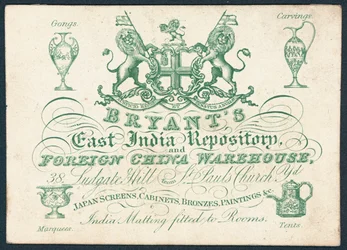 Gongs.
Carvings.
BRYANT'S
East India Repository,
and
FOREIGN CHINA WAREHOUSE,
38, Ludgate Hill St. Pauls Church Yd
JAPAN SCREENS, CABINETS, BRONZES, PAINTINGS &c.
India Matting fitted to Rooms.
Marquees.
Tents.